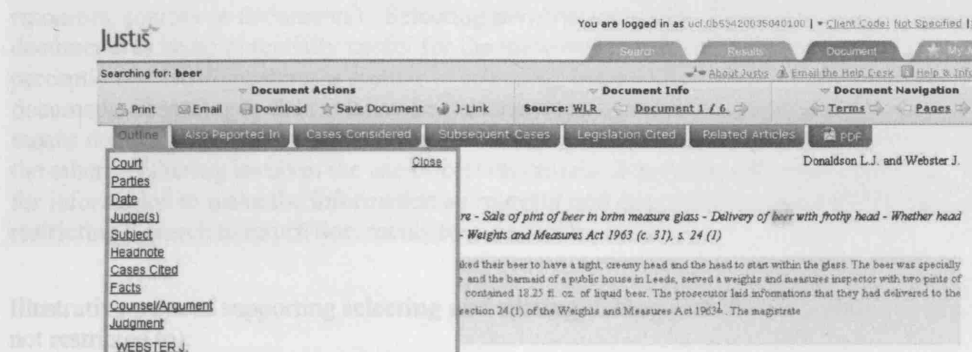 Justis
You are logged in as
Client Code: Not Specified |
Search Results Document My
Searching for: beer
About Justis Email the Help Desk Help & Info
Document Actions Document Info Document Navigation
Print Email Download Save Document J-Link Source: WLR Document 1 / 6 Terms Pages
Outline Also Reported In Cases Considered Subsequent Cases Legislation Cited Related Articles PDF
Court Close
Parties
Date
Judge(s)
Subject
Headnote
Cases Cited
Facts
Counsel/Argument
Judgment
WEBSTER J.
Donaldson L.J. and Webster J.
re - Sale of pint of beer in brim measure glass - Delivery of beer with frothy head - Whether head
Weights and Measures Act 1963 (c. 31), s. 24 (1)
iked their beer to have a tight, creamy head and the head to start within the glass. The beer was specially
and the barmaid of a public house in Leeds, served a weights and measures inspector with two pints of
contained 18.25 fl. oz. of liquid beer. The prosecutor laid informations that they had delivered to the
section 24(1) of the Weights and Measures Act 1963 . The magistrate